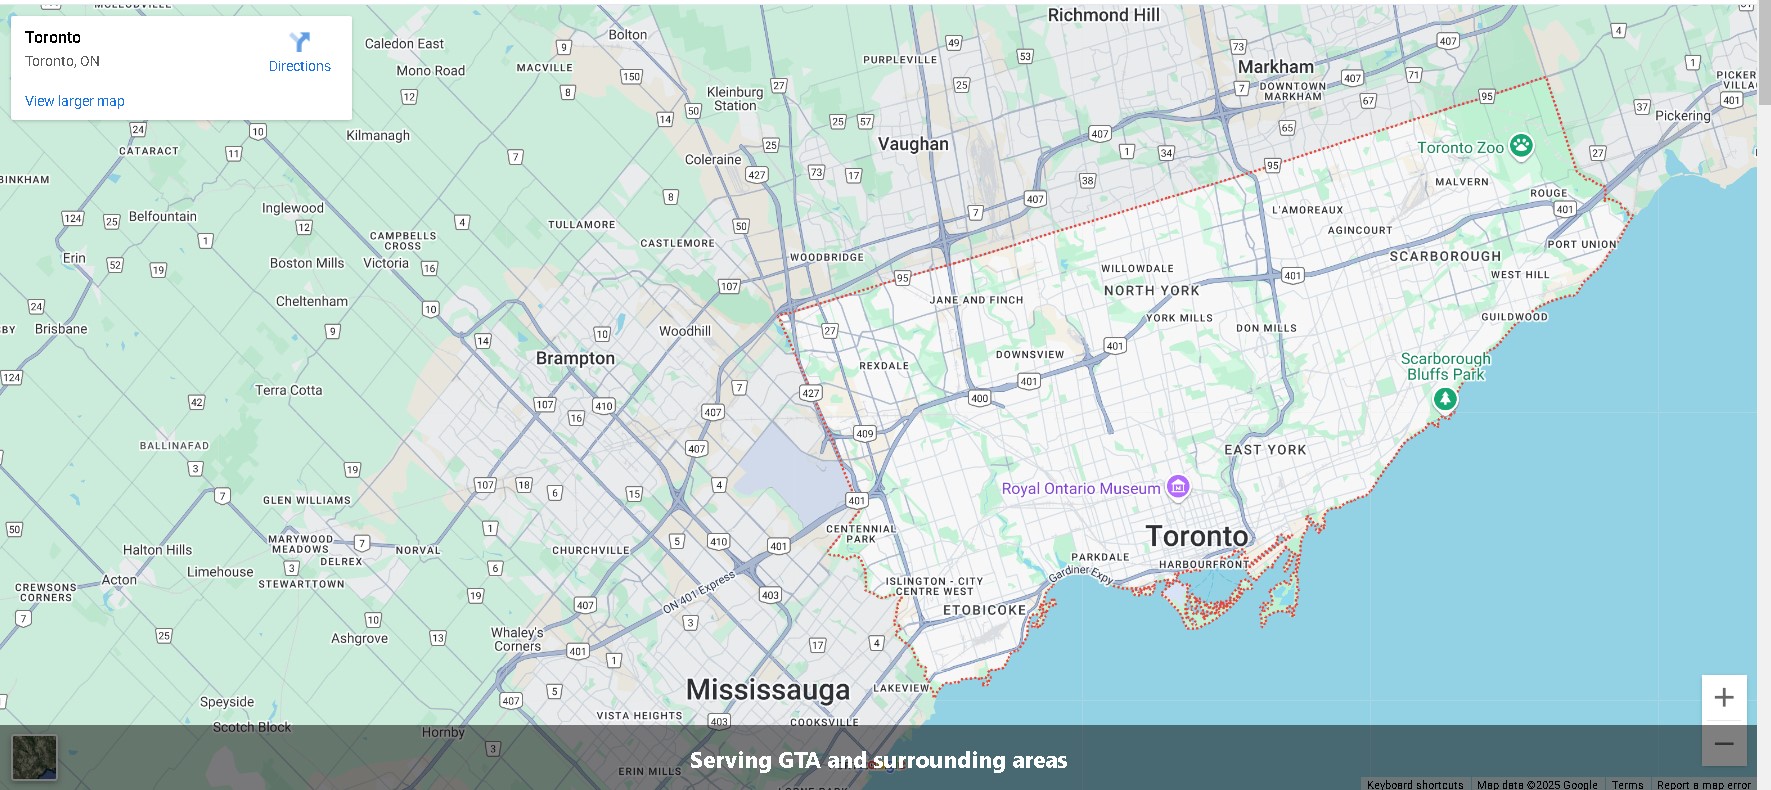 Toronto
Toronto, ON
Directions
View larger map
Richmond Hill
Bolton
Caledon East
49
407
4
9
73
53
PURPLEVILLE
Markham
1
Mono Road
MACVILLE
150
407
71
PICKER
VILLA
27
25
7
DOWNTOWN
MARKHAM
8
Kleinburg
Station
12
95
67
401
37
Pickering
50
14
25
57
65
24
10
Kilmanagh
407
Vaughan
25
Toronto Zoo
CATARACT
11
7
1
34
27
Coleraine
95
427
73
17
38
MALVERN
BINKHAM
8
407
ROUGE
Inglewood
L'AMOREAUX
401
124
25
Belfountain
12
4
TULLAMORE
50
7
AGINCOURT
1
CAMPBELLS
CROSS
CASTLEMORE
PORT UNION
Erin
52
19
Boston Mills
Victoria
16
WOODBRIDGE
SCARBOROUGH
WILLOWDALE
401
WEST HILL
95
107
NORTH YORK
24
Cheltenham
10
JANE AND FINCH
YORK MILLS
GUILDWOOD
BY
Brisbane
9
14
10
Woodhill
27
DON MILLS
401
Brampton
DOWNSVIEW
Scarborough
Bluffs Park
REXDALE
124
401
Terra Cotta
7
427
400
42
107
410
16
407
409
BALLINAFAD
407
EAST YORK
3
19
107
18
6
15
4
Royal Ontario Museum
7
GLEN WILLIAMS
401
50
1
CENTENNIAL
PARK
Toronto
MARYWOOD
MEADOWS
7
NORVAL
CHURCHVILLE
5
410
401
Halton Hills
DELREX
PARKDALE
HARBOURFRONT
Acton
Limehouse
3
STEWARTTOWN
6
Gardiner Expy
ON 401 Express
ISLINGTON - CITY
CENTRE WEST
CREWSONS
CORNERS
19
407
403
ETOBICOKE
7
10
3
25
Ashgrove
13
Whaley's
Corners
17
4
401
1
Mississauga
LAKEVIEW
5
Speyside
407
VISTA HEIGHTS
403
COOKSVILLE
Scotch Block
Hornby
3
Serving GTA and surrounding areas
ERIN MILLS
Keyboard shortcuts
Map data ©2025 Google
Terms
Report a map error